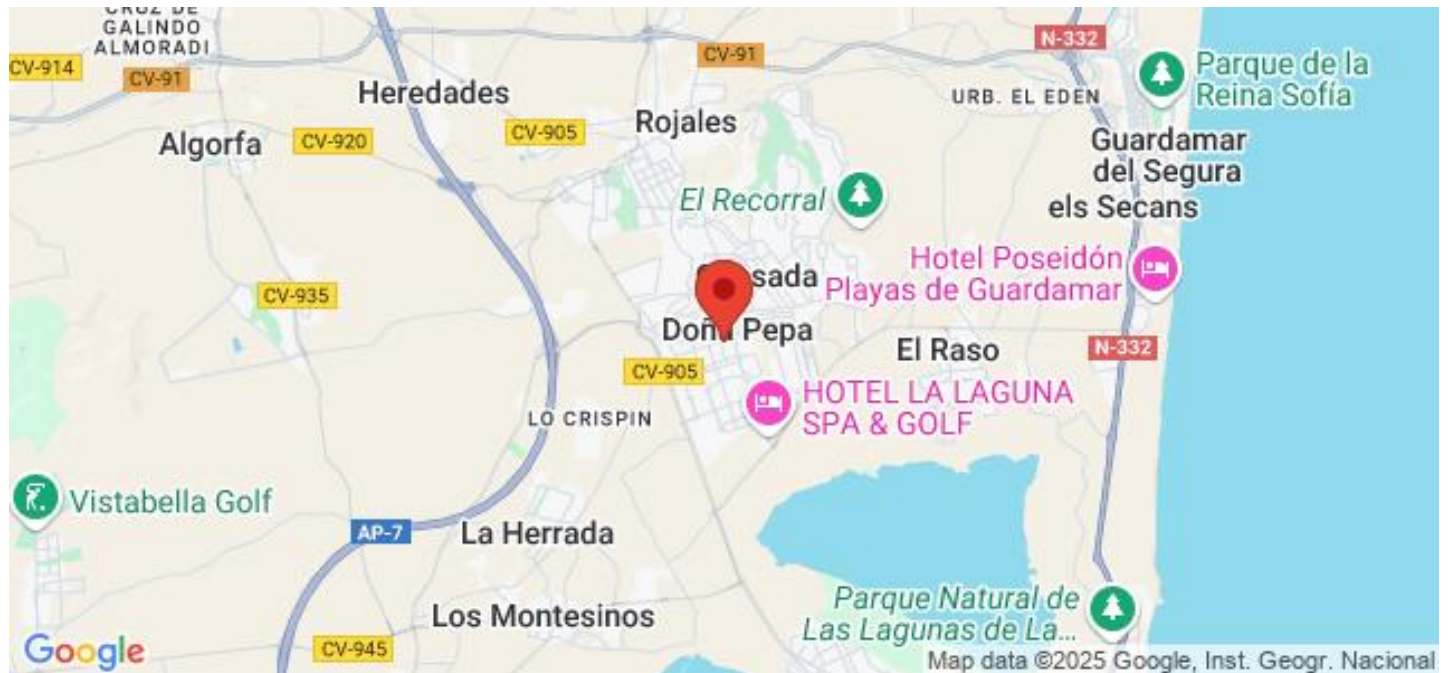 CRUZ DE
GALINDO
ALMORADI
CV-914
CV-91
N-332
CV-91
Parque de la
Reina Sofía
Heredades
URB. EL EDEN
Rojales
CV-905
CV-920
Algorfa
Guardamar
del Segura
els Secans
El Recorral
Hotel Poseidón
Playas de Guardamar
sada
CV-935
Doña Pepa
El Raso
N-332
CV-905
HOTEL LA LAGUNA
SPA & GOLF
LO CRISPIN
Vistabella Golf
AP-7
La Herrada
Parque Natural de
Las Lagunas de La...
Los Montesinos
CV-945
Google
Map data ©2025 Google, Inst. Geogr. Nacional